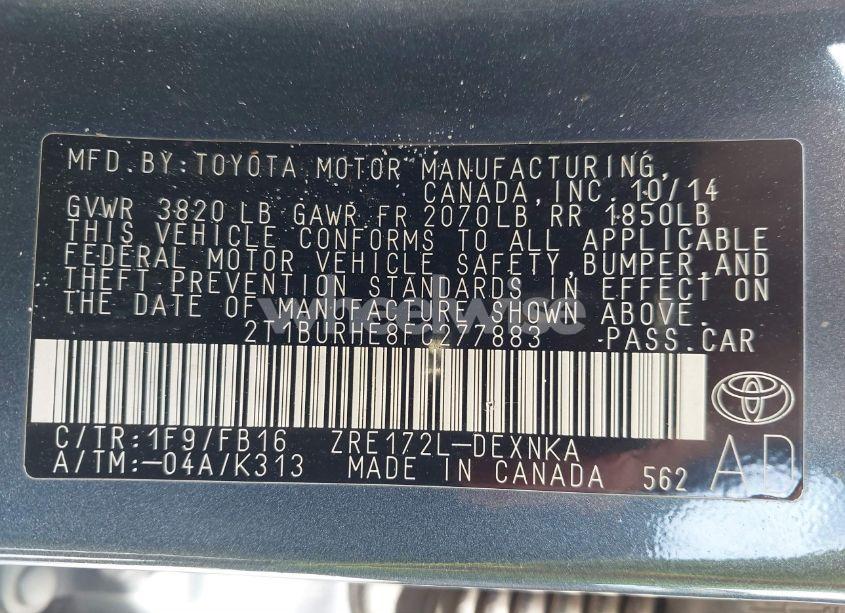 MFD. BY: TOYOTA MOTOR MANUFACTURING,
CANADA, INC. 10/14
GVWR 3820 LB GAWR FR 2070LB RR 1850LB
THIS VEHICLE CONFORMS TO ALL APPLICABLE
FEDERAL MOTOR VEHICLE SAFETY, BUMPER, AND
THEFT PREVENTION STANDARDS IN EFFECT ON
THE DATE OF MANUFACTURE SHOWN ABOVE.
wheelwise
PASS. CAR
C/TR: 1F9/FB16 ZRE172L-DEXNKA
A/TM: -04A/K313 MADE IN CANADA 562
AD